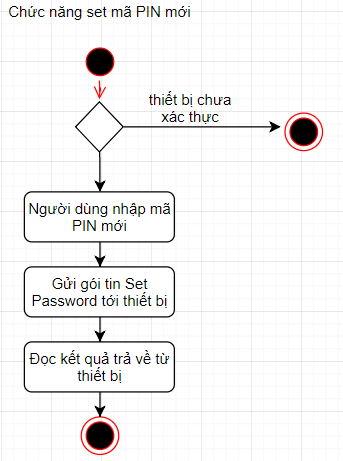 Chức năng set mã PIN mới
thiết bị chưa
xác thực
Người dùng nhập mã
PIN mới
Gửi gói tin Set
Password tới thiết bị
Đọc kết quả trả về từ
thiết bị